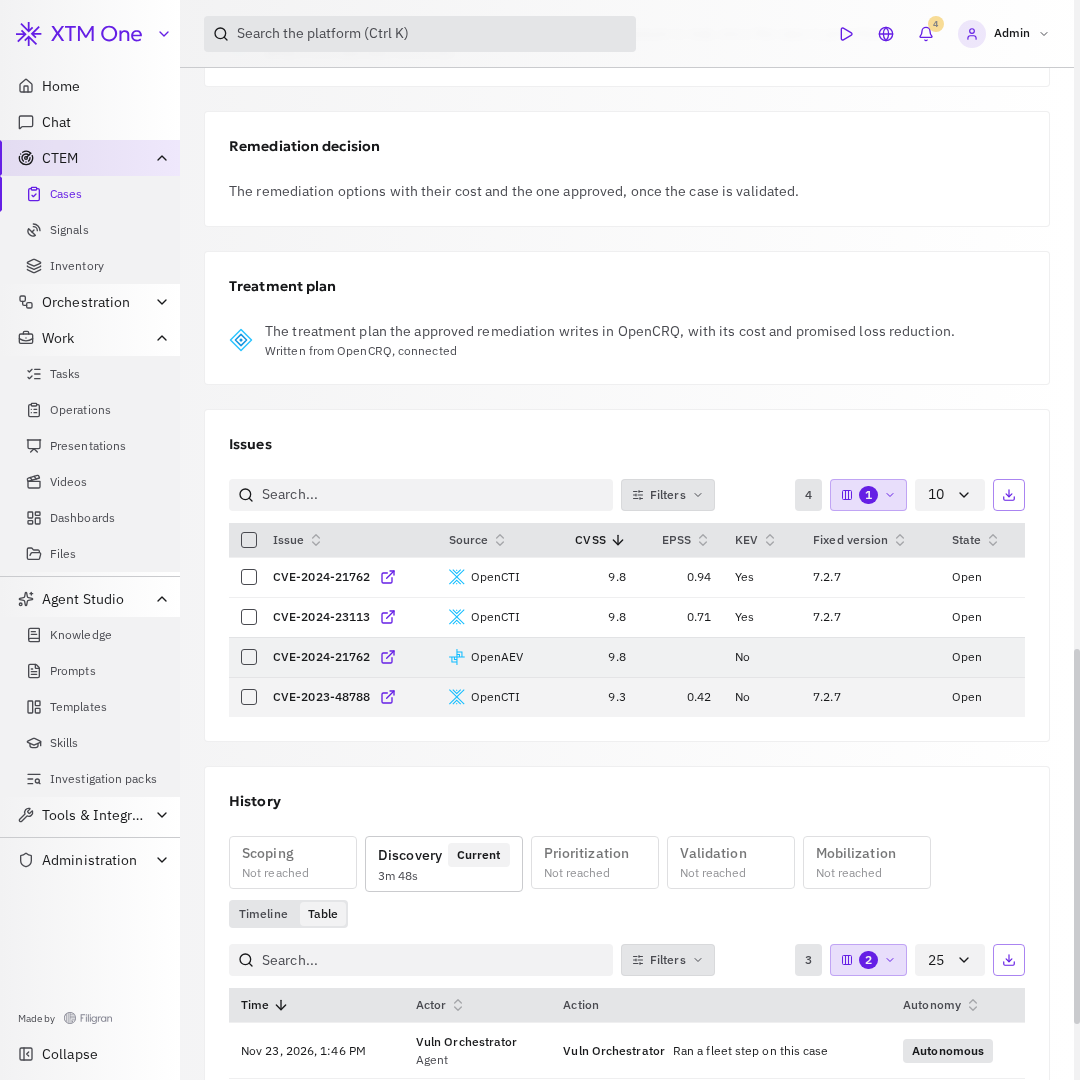 XTM One
Search the platform (Ctrl K)
4
Admin
Home
Chat
CTEM
Cases
Signals
Inventory
Orchestration
Work
Tasks
Operations
Presentations
Videos
Dashboards
Files
Agent Studio
Knowledge
Prompts
Templates
Skills
Investigation packs
Tools & Integr...
Administration
Made by Filigran
Collapse
Remediation decision
The remediation options with their cost and the one approved, once the case is validated.
Treatment plan
The treatment plan the approved remediation writes in OpenCRQ, with its cost and promised loss reduction.
Written from OpenCRQ, connected
Issues
Search... Filters 4 1 10
Issue Source CVSS EPSS KEV Fixed version State
CVE-2024-21762 OpenCTI 9.8 0.94 Yes 7.2.7 Open
CVE-2024-23113 OpenCTI 9.8 0.71 Yes 7.2.7 Open
CVE-2024-21762 OpenAEV 9.8 No Open
CVE-2023-48788 OpenCTI 9.3 0.42 No 7.2.7 Open
History
Scoping
Not reached
Discovery Current
3m 48s
Prioritization
Not reached
Validation
Not reached
Mobilization
Not reached
Timeline Table
Search... Filters 3 2 25
Time Actor Action Autonomy
Nov 23, 2026, 1:46 PM
Vuln Orchestrator
Agent
Vuln Orchestrator Ran a fleet step on this case
Autonomous